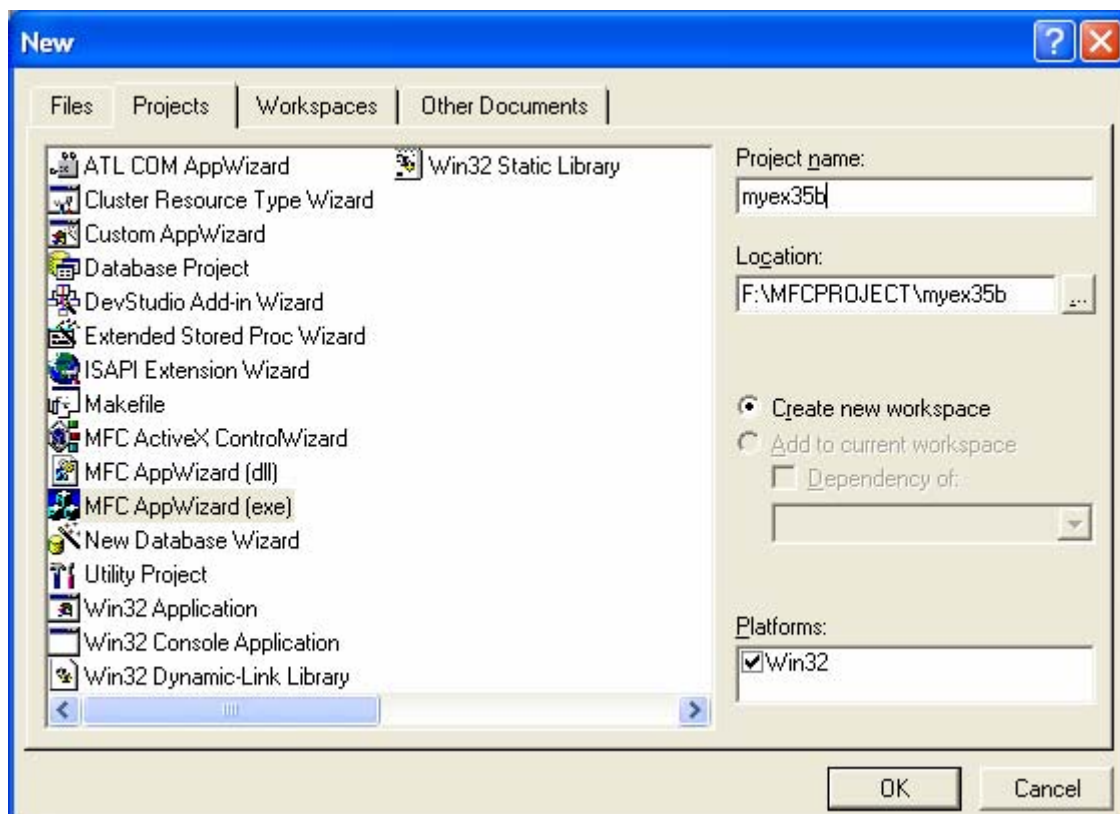 New
Files
Projects
Workspaces
Other Documents
ATL COM AppWizard
Cluster Resource Type Wizard
Custom AppWizard
Database Project
DevStudio Add-in Wizard
Extended Stored Proc Wizard
ISAPI Extension Wizard
Makefile
MFC ActiveX ControlWizard
MFC AppWizard (dll)
MFC AppWizard (exe)
New Database Wizard
Utility Project
Win32 Application
Win32 Console Application
Win32 Dynamic-Link Library
Win32 Static Library
Project name:
myex35b
Location:
F:\MFCPROJECT\myex35b
...
Create new workspace
Add to current workspace
Dependency of:
Platforms:
Win32
OK
Cancel